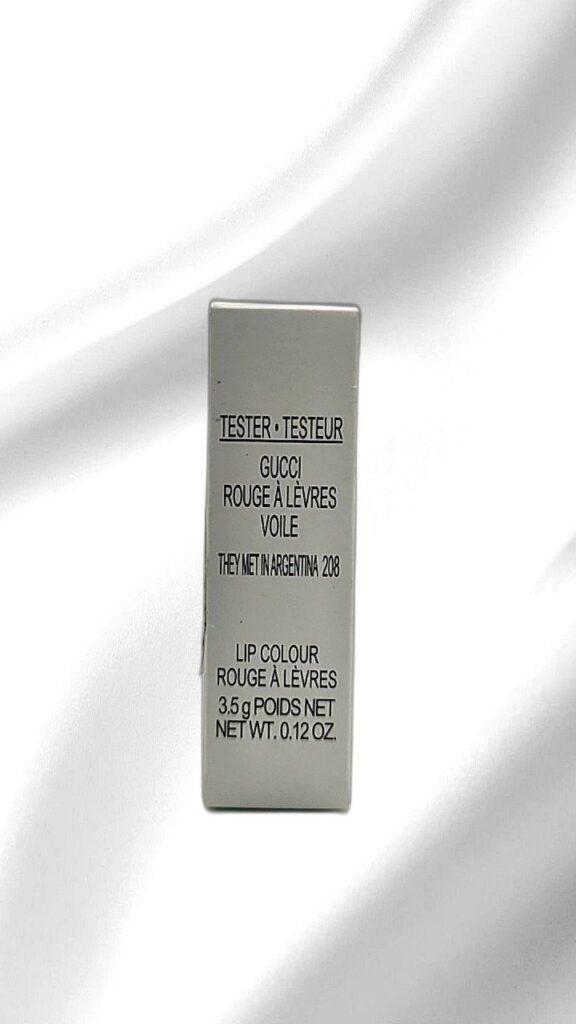 TESTER • TESTEUR
GUCCI
ROUGE À LÈVRES
VOILE
THEY MET IN ARGENTINA 208
LIP COLOUR
ROUGE À LÈVRES
3.5 g POIDS NET
NET WT. 0.12 OZ.